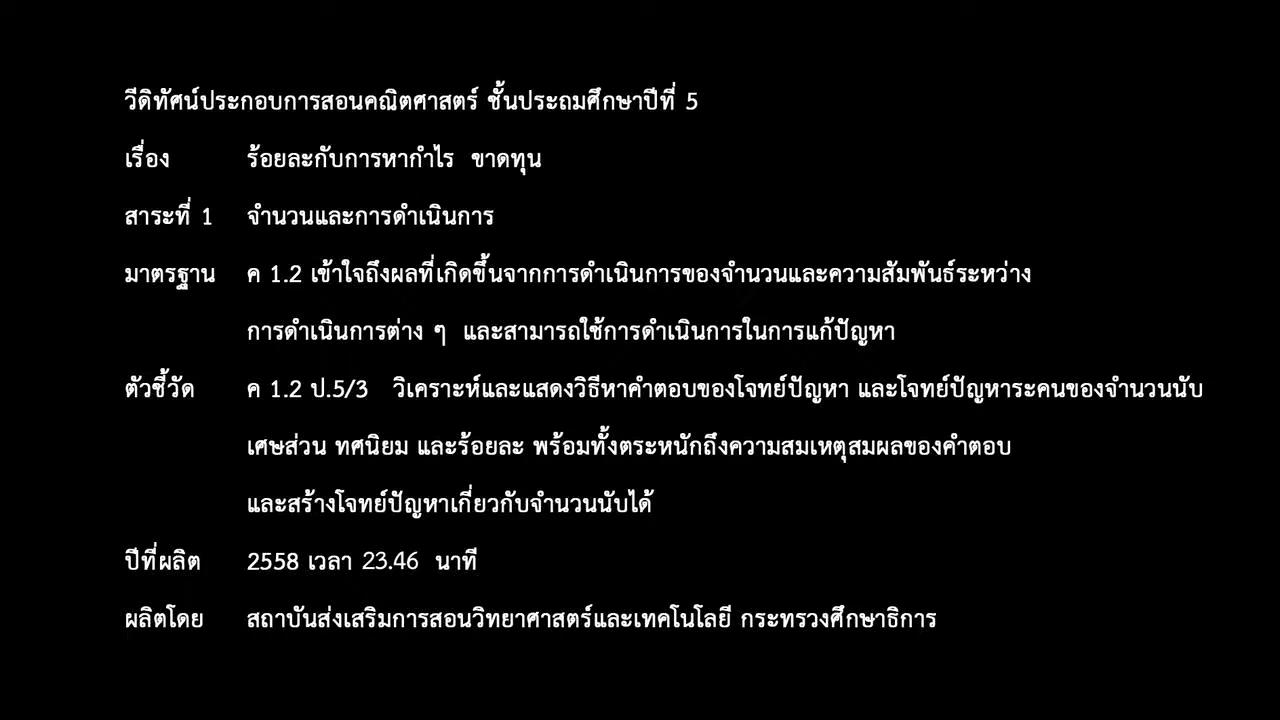 วีดิทัศน์ประกอบการสอนคณิตศาสตร์ ชั้นประถมศึกษาปีที่ 5
เรื่อง ร้อยละกับการหากำไร ขาดทุน
สาระที่ 1 จำนวนและการดำเนินการ
มาตรฐาน ค 1.2 เข้าใจถึงผลที่เกิดขึ้นจากการดำเนินการของจำนวนและความสัมพันธ์ระหว่าง
การดำเนินการต่าง ๆ และสามารถใช้การดำเนินการในการแก้ปัญหา
ตัวชี้วัด ค 1.2 ป.5/3 วิเคราะห์และแสดงวิธีหาคำตอบของโจทย์ปัญหา และโจทย์ปัญหาระคนของจำนวนนับ
เศษส่วน ทศนิยม และร้อยละ พร้อมทั้งตระหนักถึงความสมเหตุสมผลของคำตอบ
และสร้างโจทย์ปัญหาเกี่ยวกับจำนวนนับได้
ปีที่ผลิต 2558 เวลา 23.46 นาที
ผลิตโดย สถาบันส่งเสริมการสอนวิทยาศาสตร์และเทคโนโลยี กระทรวงศึกษาธิการ